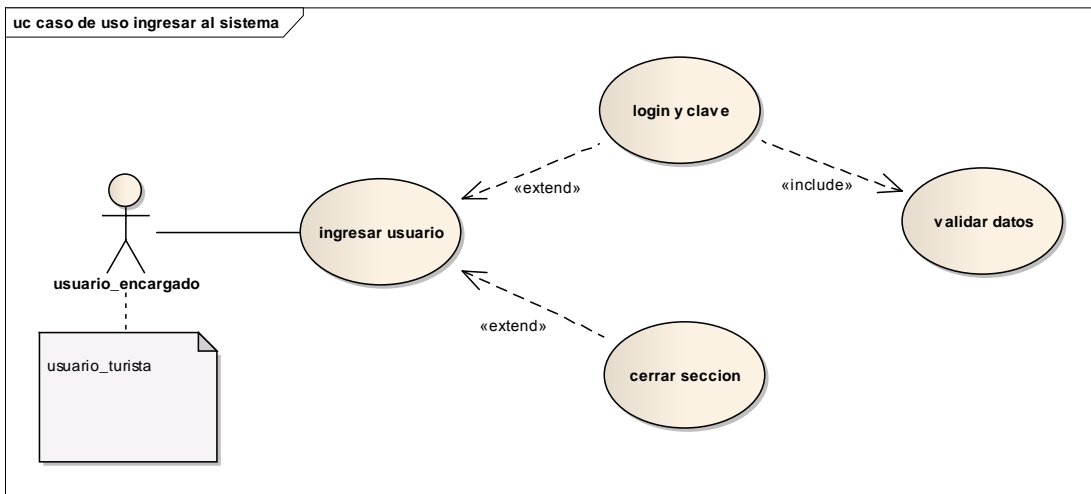 uc caso de uso ingresar al sistema
login y clave
«extend»
«include»
validar datos
ingresar usuario
usuario_encargado
«extend»
usuario_turista
cerrar seccion